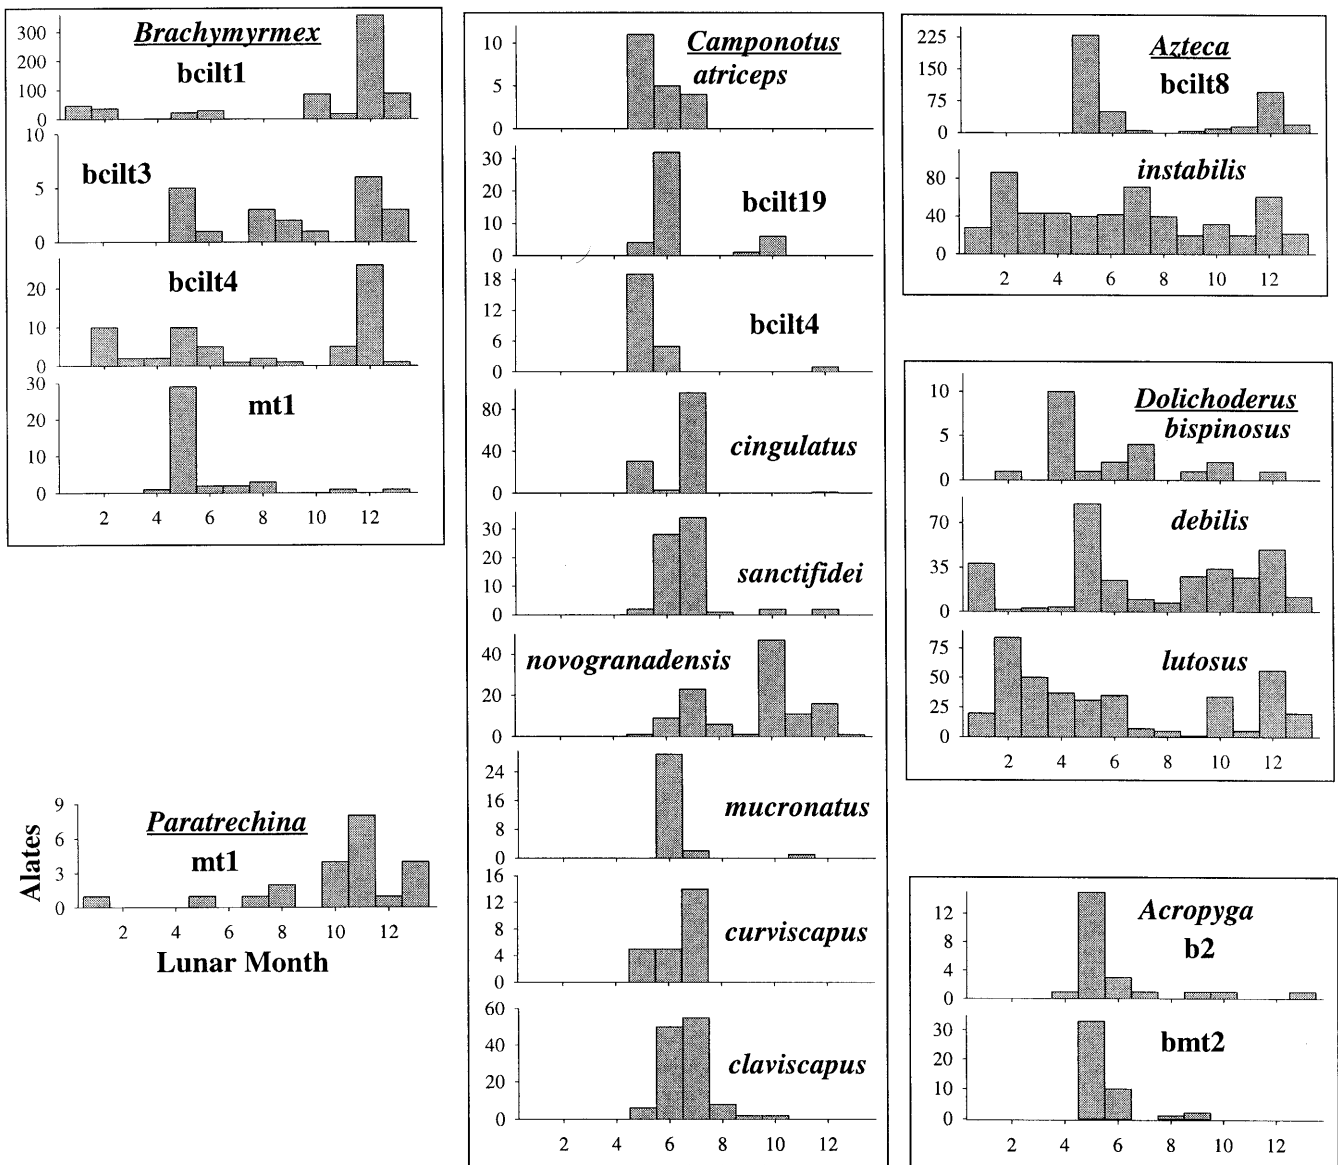 Brachymyrmex
bcilt1
300
200
100
0
bcilt3
10
5
0
bcilt4
20
10
0
mt1
30
20
10
0
2 4 6 8 10 12
Paratrechina
mt1
9
6
3
0
Alates
2 4 6 8 10 12
Lunar Month
Camponotus
atriceps
10
5
0
bcilt19
30
20
10
0
bcilt4
18
12
6
0
cingulatus
80
40
0
sanctifidei
30
20
10
0
novogranadensis
40
20
0
mucronatus
24
16
8
0
curviscapus
16
12
8
4
0
claviscapus
60
40
20
0
2 4 6 8 10 12
Azteca
bcilt8
225
150
75
0
instabilis
80
40
0
2 4 6 8 10 12
Dolichoderus
bispinosus
10
5
0
debilis
70
35
0
lutosus
75
50
25
0
2 4 6 8 10 12
Acropyga
b2
12
8
4
0
bmt2
30
20
10
0
2 4 6 8 10 12